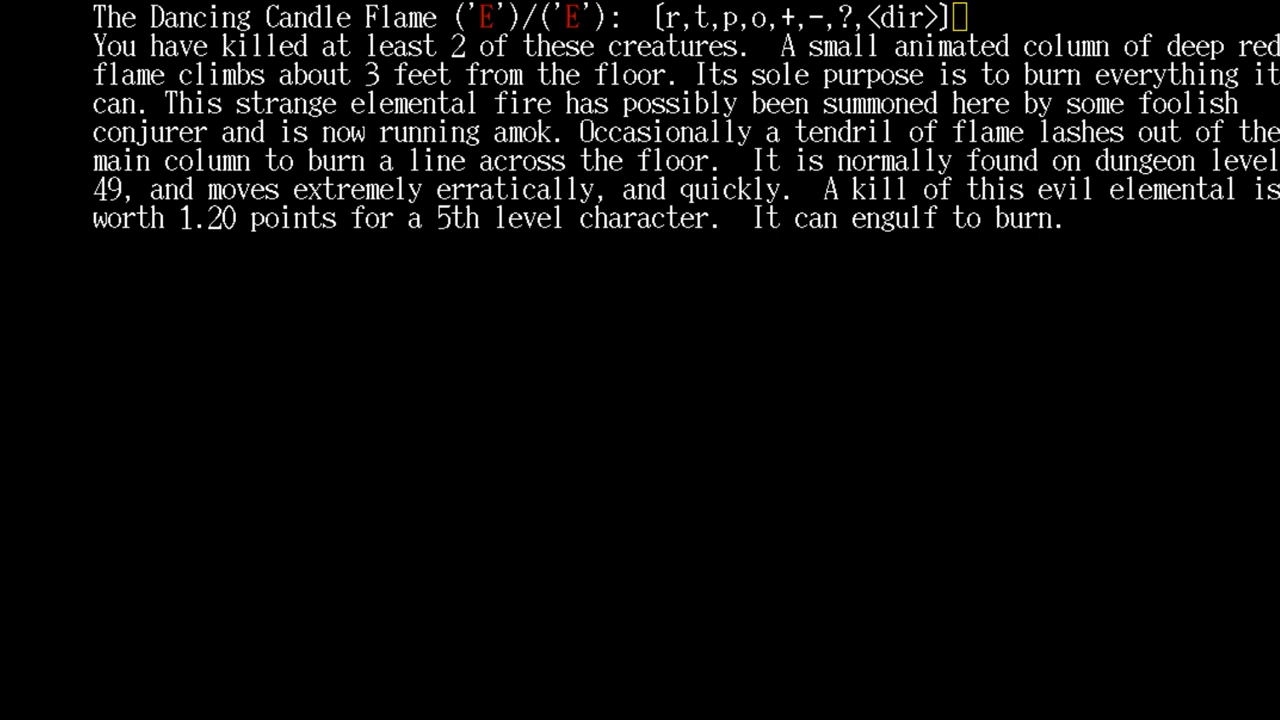 The Dancing Candle Flame ('E')/('E'):  [r,t,p,o,+,-,?,<dir>]
You have killed at least 2 of these creatures.  A small animated column of deep red
flame climbs about 3 feet from the floor. Its sole purpose is to burn everything it
can. This strange elemental fire has possibly been summoned here by some foolish
conjurer and is now running amok. Occasionally a tendril of flame lashes out of the
main column to burn a line across the floor.  It is normally found on dungeon level
49, and moves extremely erratically, and quickly.  A kill of this evil elemental is
worth 1.20 points for a 5th level character.  It can engulf to burn.